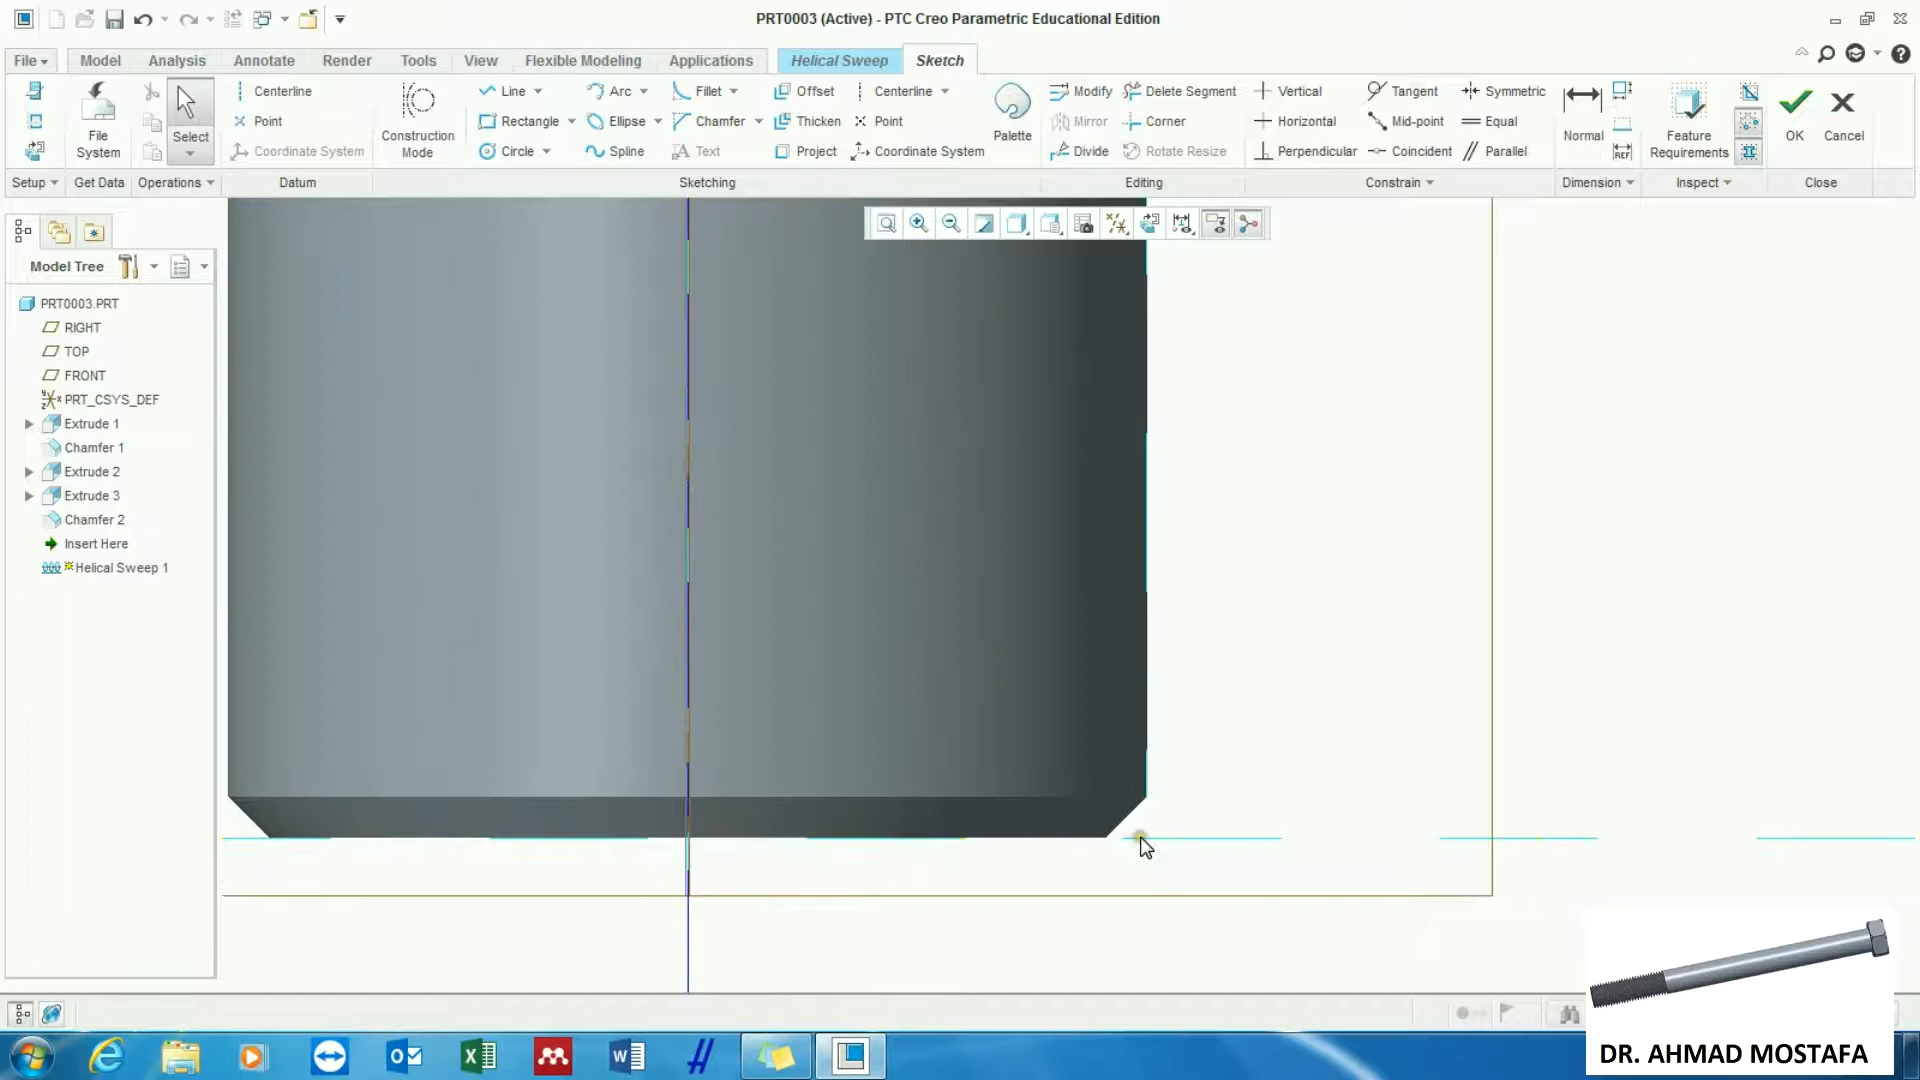 PRT0003 (Active) - PTC Creo Parametric Educational Edition
File Model Analysis Annotate Render Tools View Flexible Modeling Applications Helical Sweep Sketch
Centerline Line Arc Fillet Offset Centerline Modify Delete Segment Vertical Tangent Symmetric
File System Select Point Construction Mode Rectangle Ellipse Chamfer Thicken Point Palette Mirror Corner Horizontal Mid-point Equal Normal Feature Requirements OK Cancel
Coordinate System Circle Spline Text Project Coordinate System Divide Rotate Resize Perpendicular Coincident Parallel REF
Setup Get Data Operations Datum Sketching Editing Constrain Dimension Inspect Close
Model Tree
PRT0003.PRT
RIGHT
TOP
FRONT
PRT_CSYS_DEF
Extrude 1
Chamfer 1
Extrude 2
Extrude 3
Chamfer 2
Insert Here
Helical Sweep 1
DR. AHMAD MOSTAFA